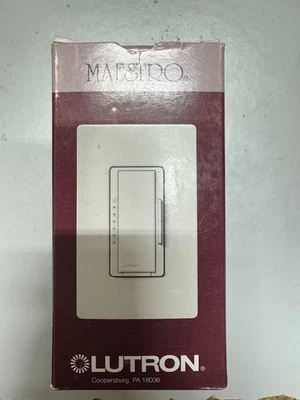 MAESTRO
LUTRON®
Coopersburg, PA 18036